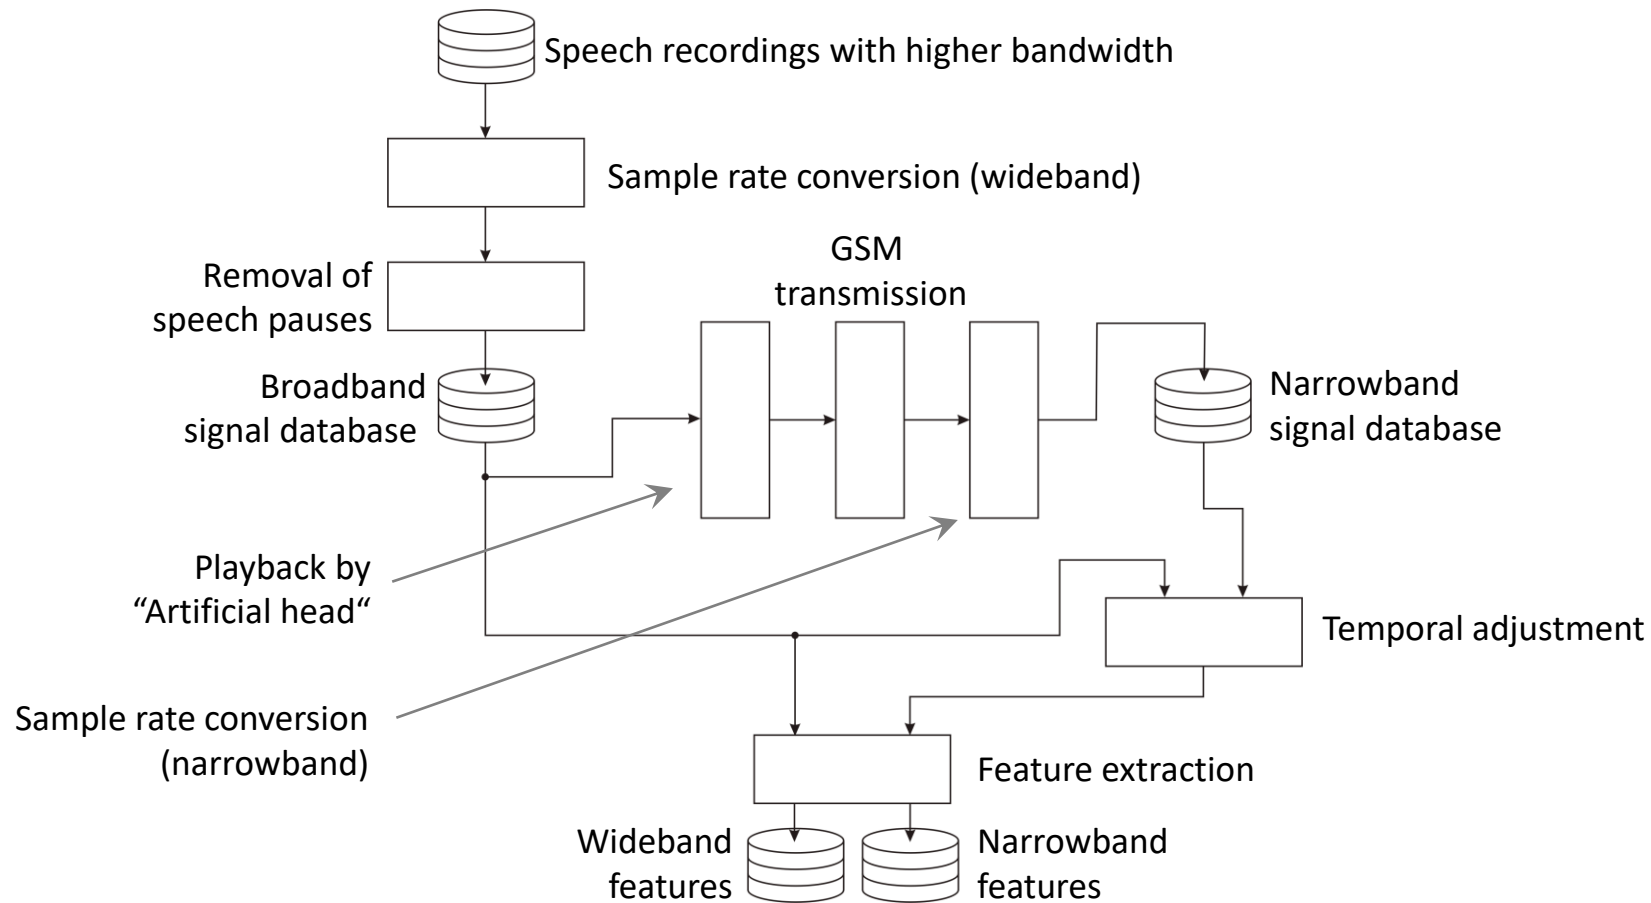 Speech recordings with higher bandwidth
Sample rate conversion (wideband)
GSM
transmission
Removal of
speech pauses
Broadband
signal database
Narrowband
signal database
Playback by
“Artificial head“
Temporal adjustment
Sample rate conversion
(narrowband)
Feature extraction
Wideband
features
Narrowband
features